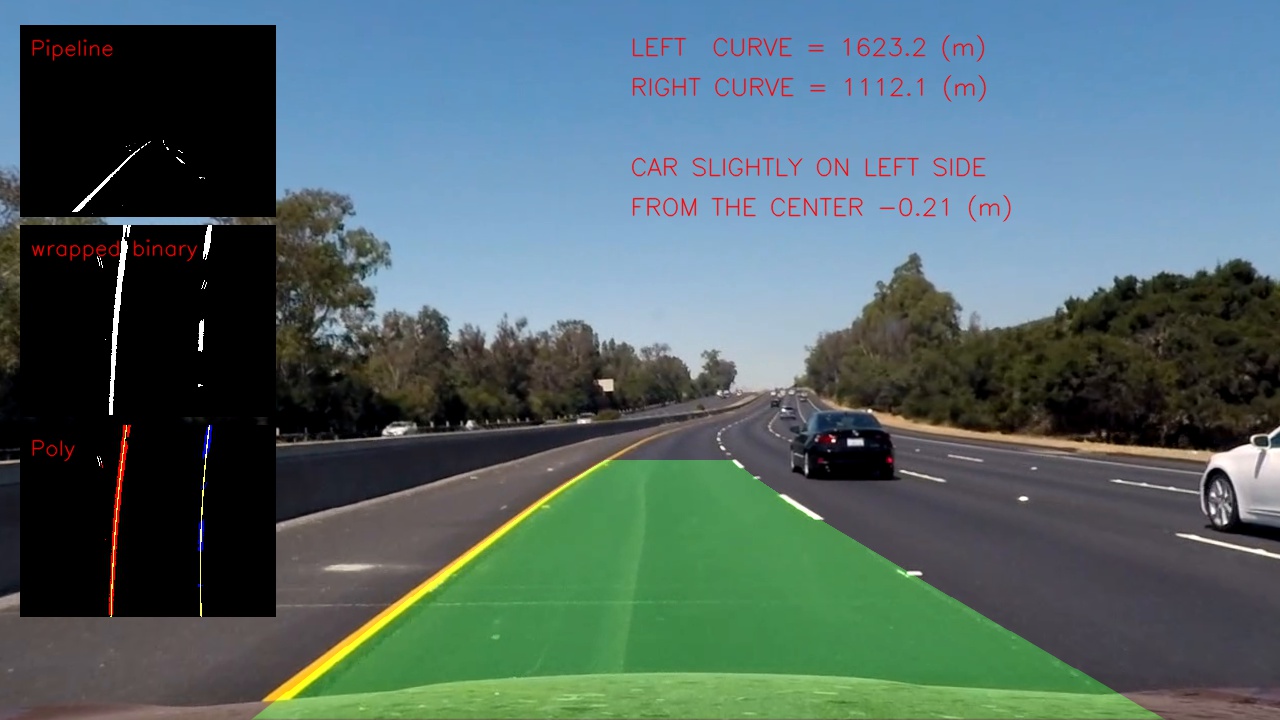 Pipeline
wrapped binary
Poly
LEFT CURVE = 1623.2 (m)
RIGHT CURVE = 1112.1 (m)
CAR SLIGHTLY ON LEFT SIDE
FROM THE CENTER -0.21 (m)